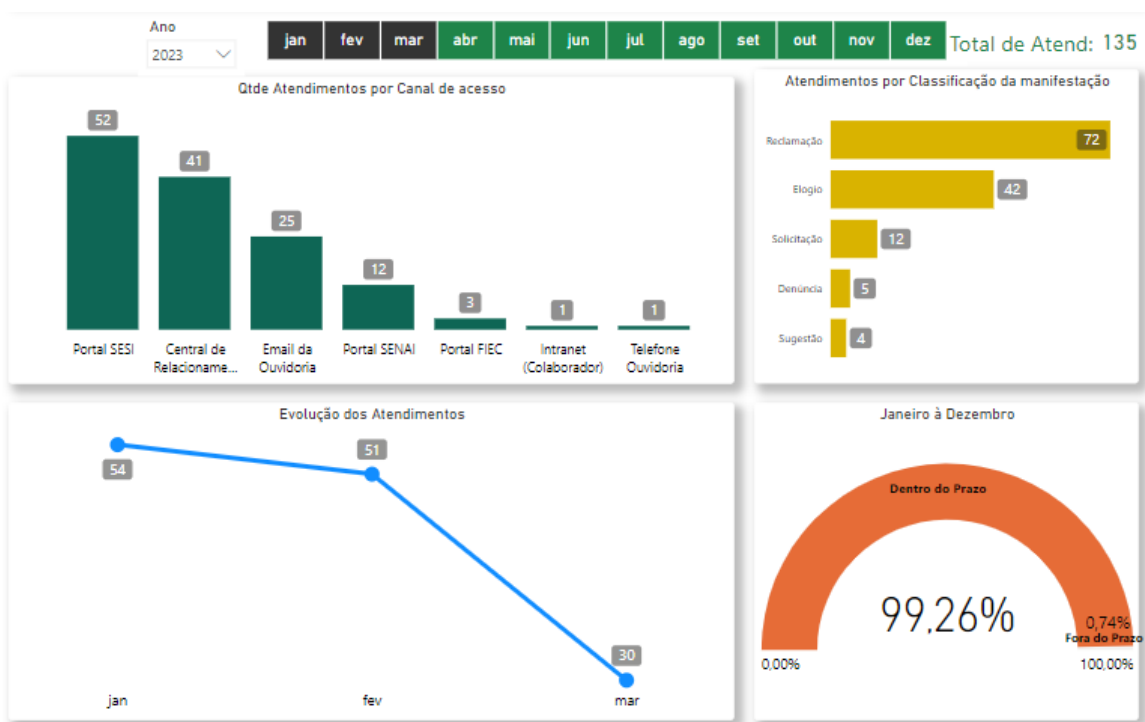 Ano
2023
jan fev mar abr mai jun jul ago set out nov dez
Total de Atend: 135
Qtde Atendimentos por Canal de acesso
52
41
25
12
3
1
1
Portal SESI
Central de
Relacioname...
Email da
Ouvidoria
Portal SENAI
Portal FIEC
Intranet
(Colaborador)
Telefone
Ouvidoria
Atendimentos por Classificação da manifestação
Reclamação 72
Elogio 42
Solicitação 12
Denúncia 5
Sugestão 4
Evolução dos Atendimentos
54
51
30
jan fev mar
Janeiro à Dezembro
Dentro do Prazo
99,26%
0,74%
Fora do Prazo
0,00% 100,00%